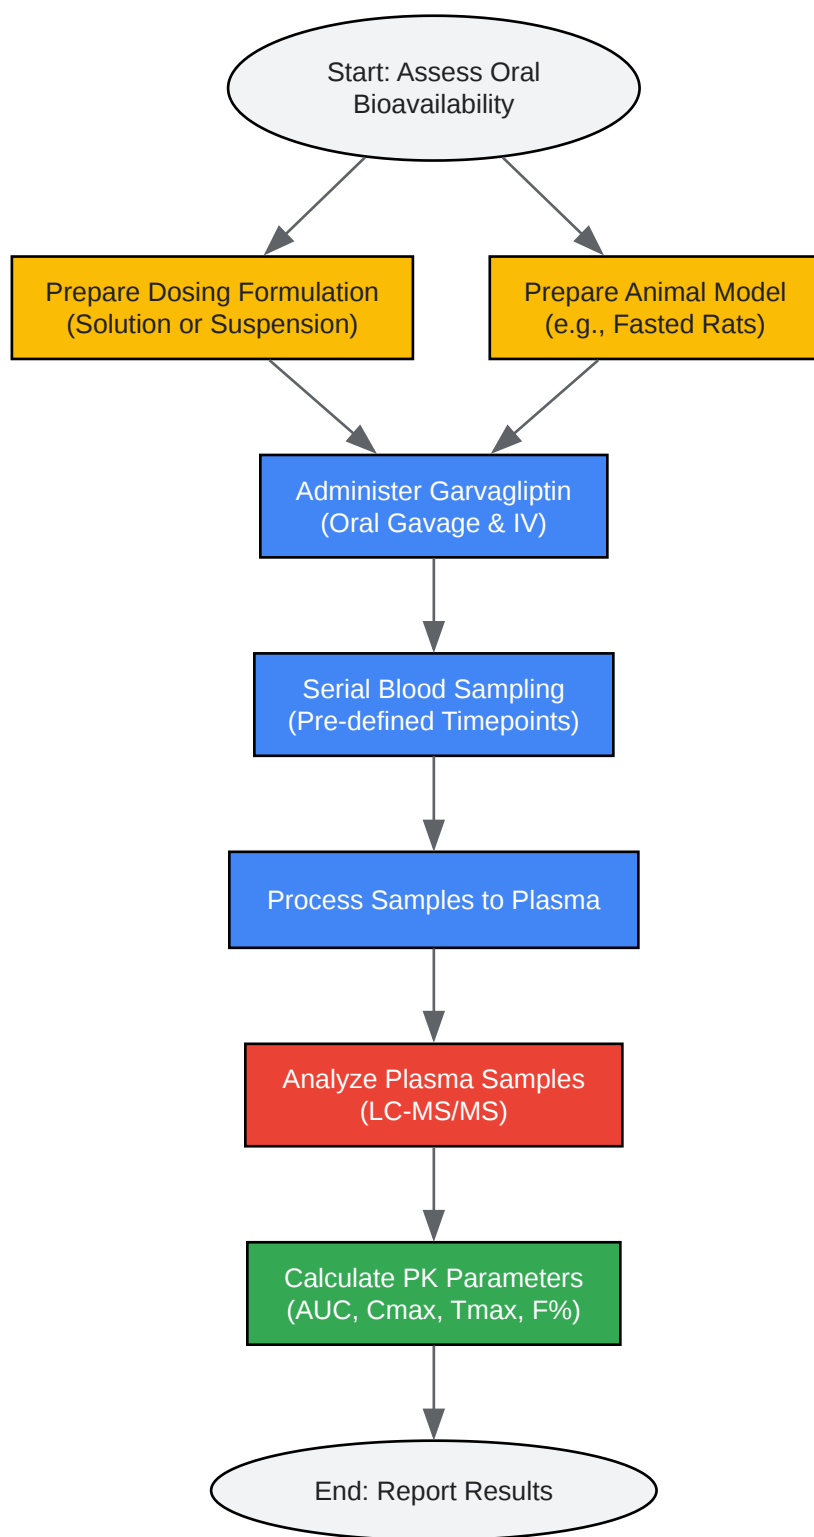 Start: Assess Oral
Bioavailability
Prepare Dosing Formulation
(Solution or Suspension)
Prepare Animal Model
(e.g., Fasted Rats)
Administer Garvagliptin
(Oral Gavage & IV)
Serial Blood Sampling
(Pre-defined Timepoints)
Process Samples to Plasma
Analyze Plasma Samples
(LC-MS/MS)
Calculate PK Parameters
(AUC, Cmax, Tmax, F%)
End: Report Results